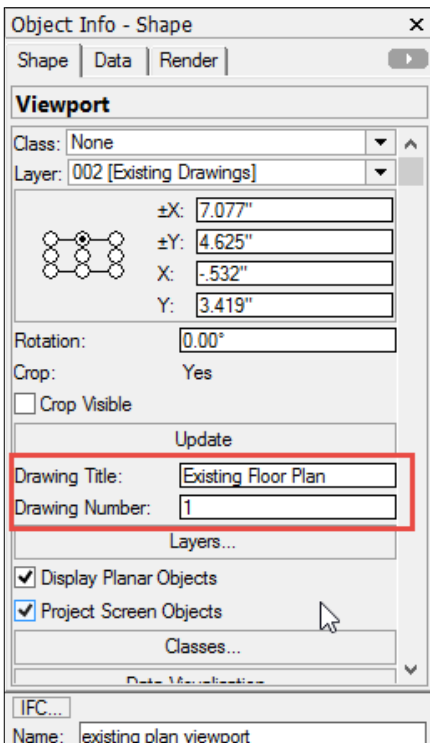 Object Info - Shape
Shape Data Render
Viewport
Class: None
Layer: 002 [Existing Drawings]
±X: 7.077"
±Y: 4.625"
X: -.532"
Y: 3.419"
Rotation: 0.00°
Crop: Yes
Crop Visible
Update
Drawing Title: Existing Floor Plan
Drawing Number: 1
Layers...
Display Planar Objects
Project Screen Objects
Classes...
Data Visualization
IFC...
Name: existing plan viewport